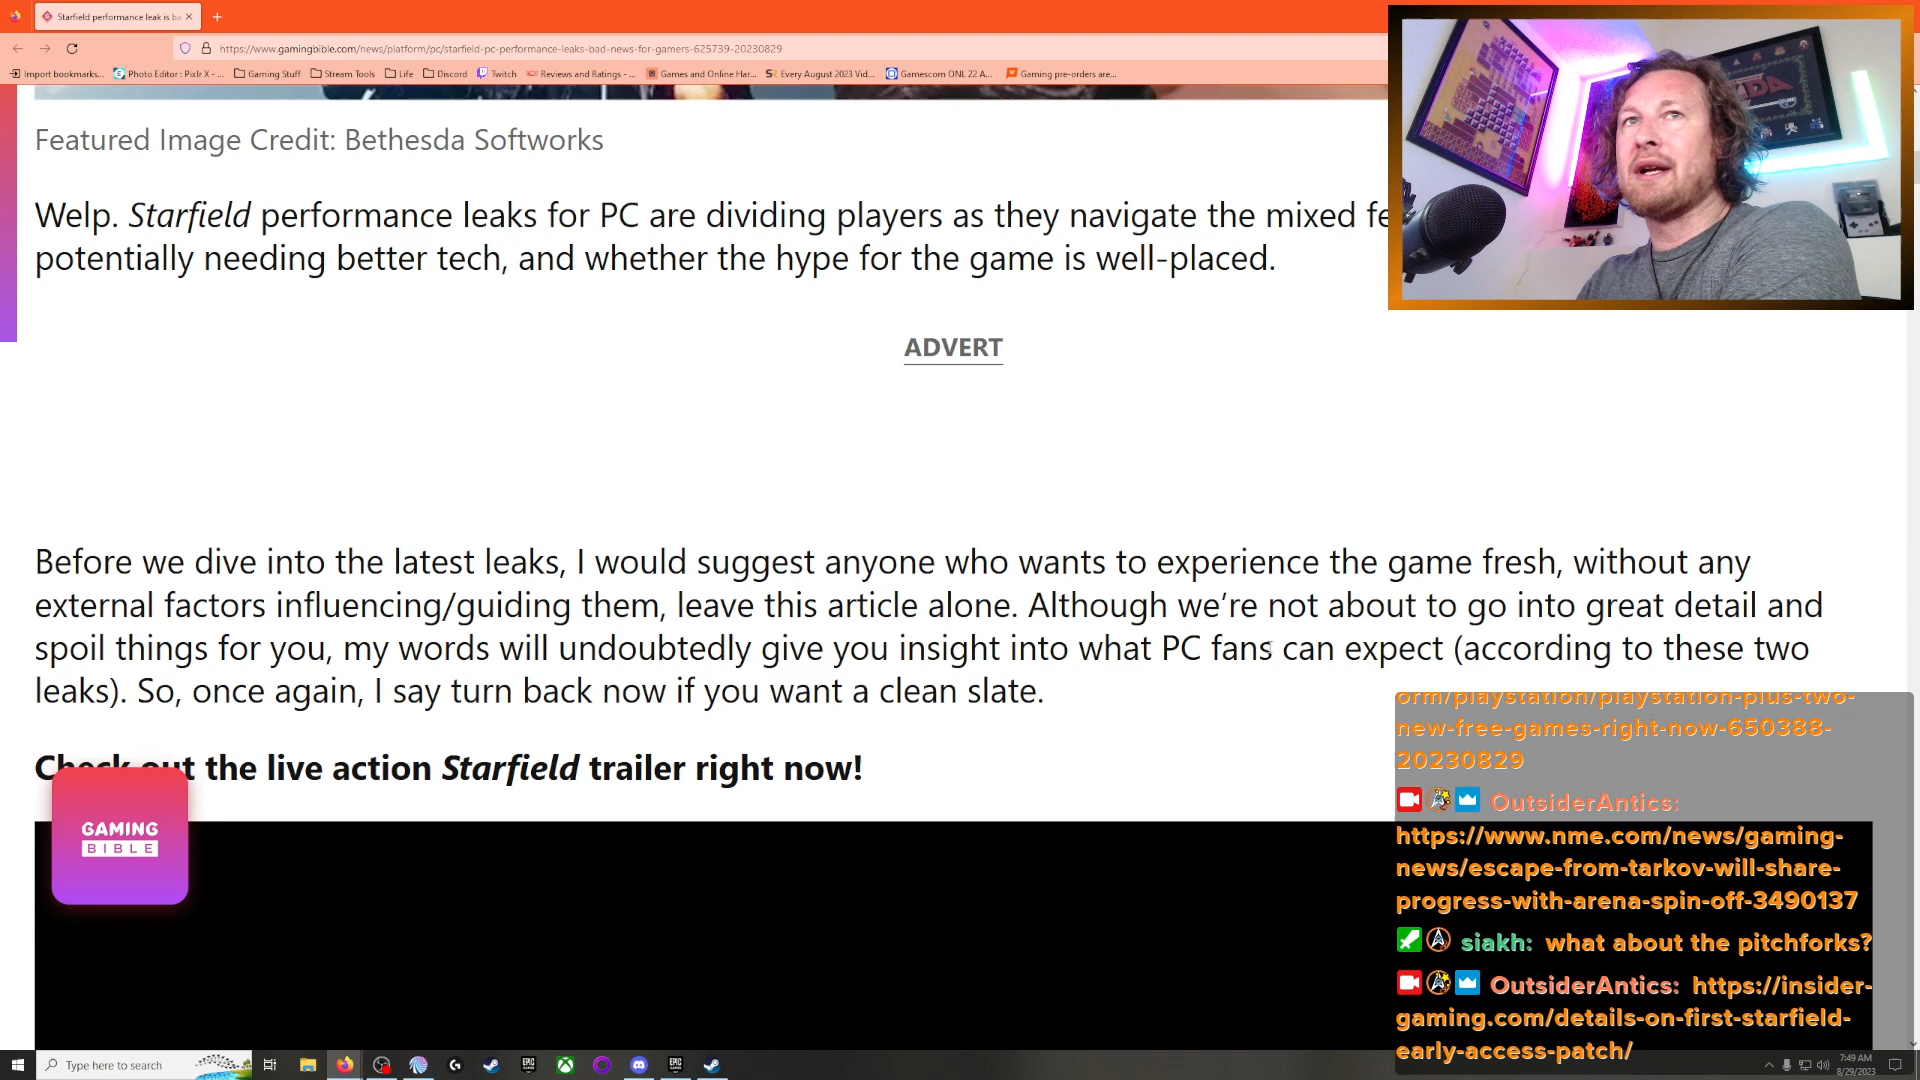 Starfield performance leak is ba
https://www.gamingbible.com/news/platform/pc/starfield-pc-performance-leaks-bad-news-for-gamers-625739-20230829
Import bookmarks... Photo Editor : Pixlr X - ... Gaming Stuff Stream Tools Life Discord Twitch Reviews and Ratings - ... Games and Online Har... Every August 2023 Vid... Gamescom ONL 22 A... Gaming pre-orders are...
Featured Image Credit: Bethesda Softworks
Welp. Starfield performance leaks for PC are dividing players as they navigate the mixed fe
potentially needing better tech, and whether the hype for the game is well-placed.
ADVERT
Before we dive into the latest leaks, I would suggest anyone who wants to experience the game fresh, without any
external factors influencing/guiding them, leave this article alone. Although we’re not about to go into great detail and
spoil things for you, my words will undoubtedly give you insight into what PC fans can expect (according to these two
leaks). So, once again, I say turn back now if you want a clean slate.
Check out the live action Starfield trailer right now!
GAMING
BIBLE
orm/playstation/playstation-plus-two-
new-free-games-right-now-650388-
20230829
OutsiderAntics:
https://www.nme.com/news/gaming-
news/escape-from-tarkov-will-share-
progress-with-arena-spin-off-3490137
siakh: what about the pitchforks?
OutsiderAntics: https://insider-
gaming.com/details-on-first-starfield-
early-access-patch/
Type here to search
7:49 AM
8/29/2023